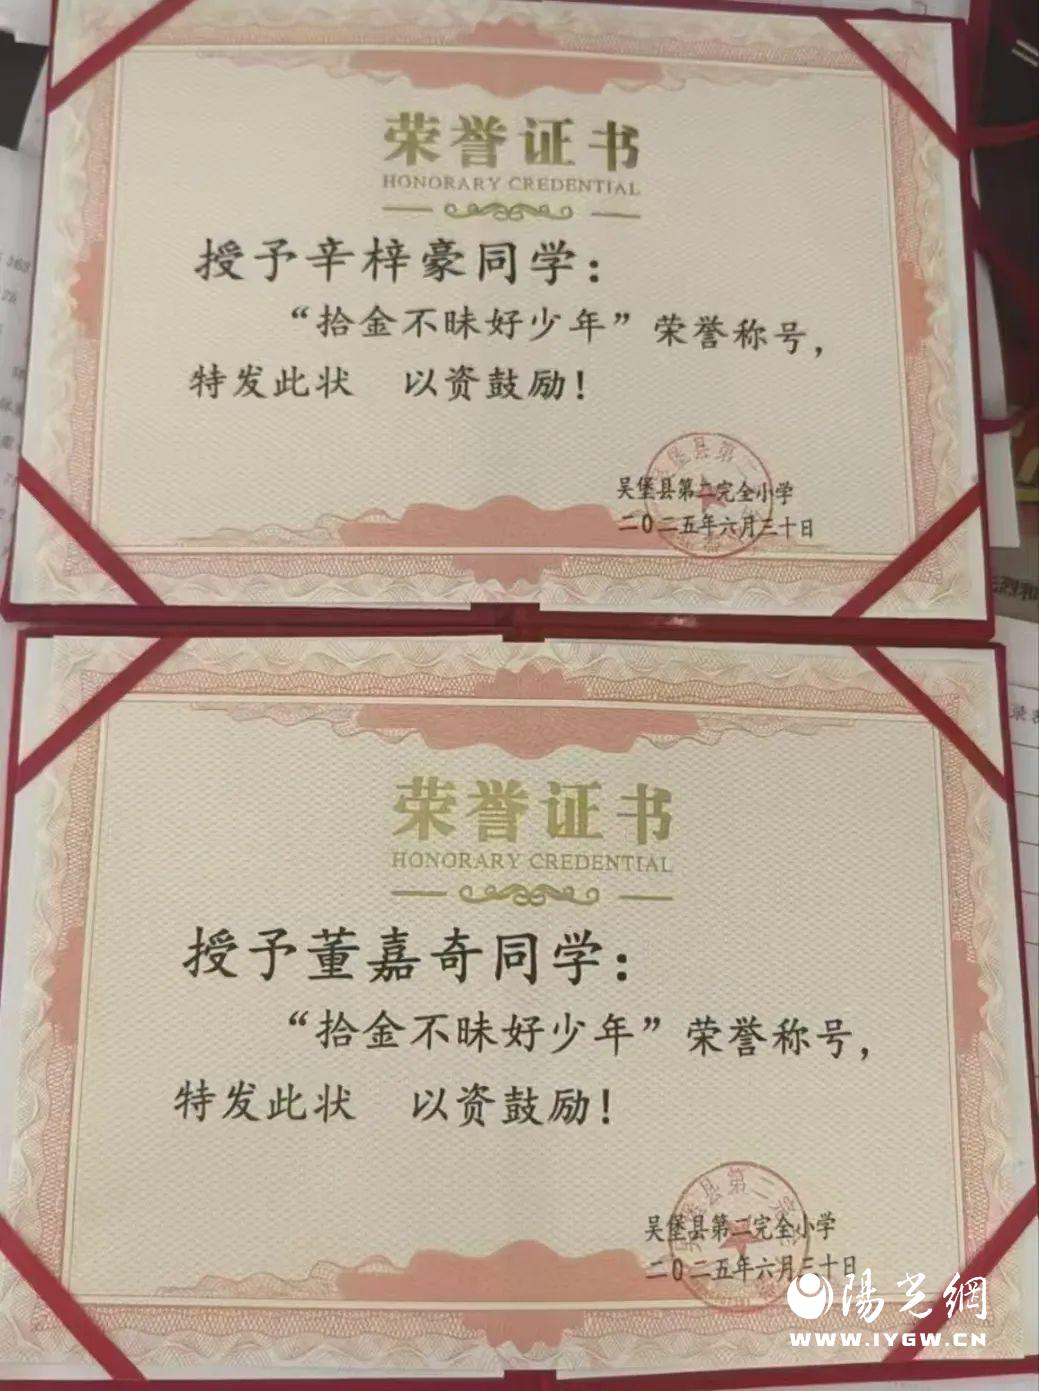 荣誉证书
HONORARY CREDENTIAL
授予辛梓豪同学：
“拾金不昧好少年”荣誉称号，
特发此状 以资鼓励！
吴堡县第二完全小学
二〇二五年六月三十日
荣誉证书
HONORARY CREDENTIAL
授予董嘉奇同学：
“拾金不昧好少年”荣誉称号，
特发此状 以资鼓励！
吴堡县第二完全小学
二〇二五年六月三十日
陽光網
WWW.IYGW.CN